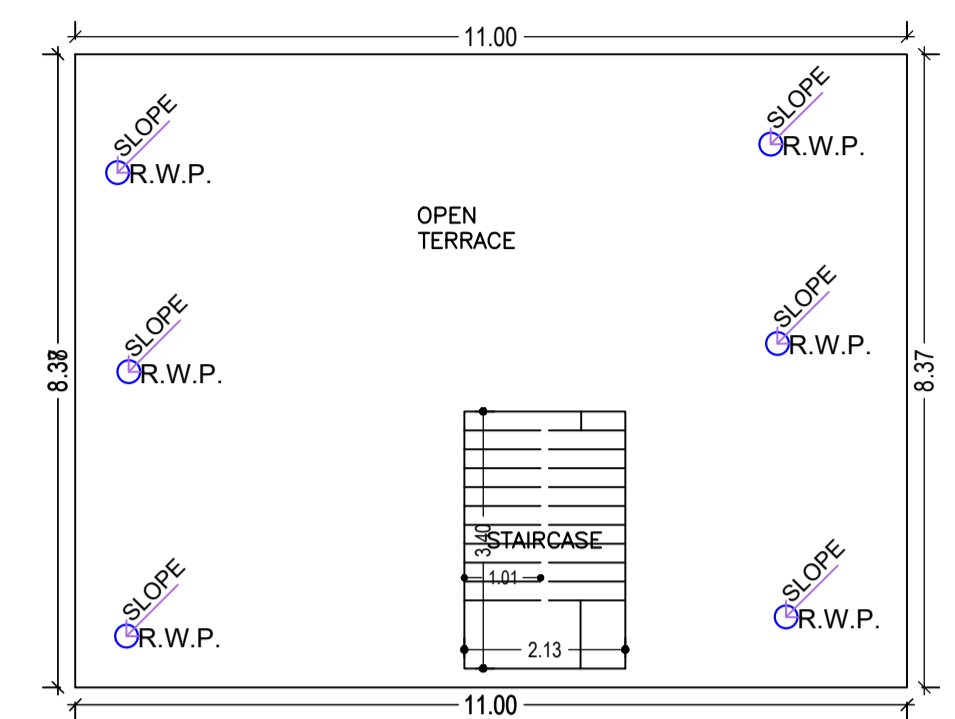 11.00
SLOPE
R.W.P.
SLOPE
R.W.P.
OPEN
TERRACE
SLOPE
R.W.P.
SLOPE
R.W.P.
8.37
3.40
STAIRCASE
1.01
SLOPE
R.W.P.
SLOPE
R.W.P.
2.13
11.00